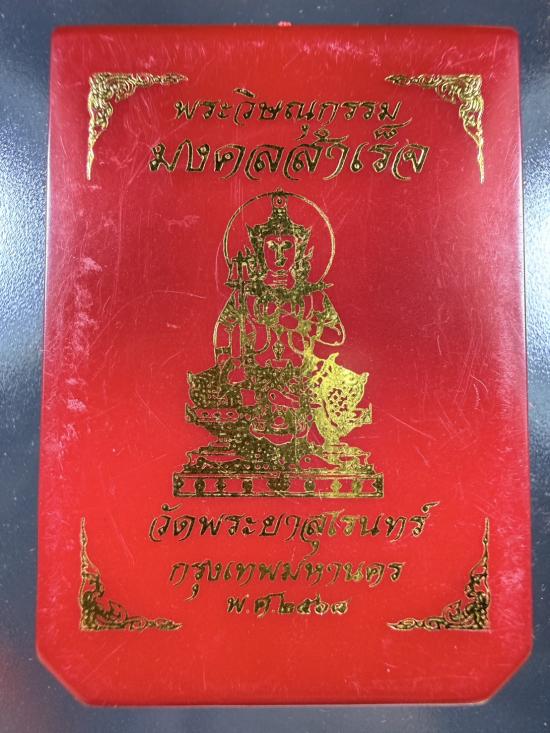 พระวิษณุกรรม
มงคลสำเร็จ
วัดพระยาสุเรนทร์
กรุงเทพมหานคร
พ.ศ.๒๕๖๘